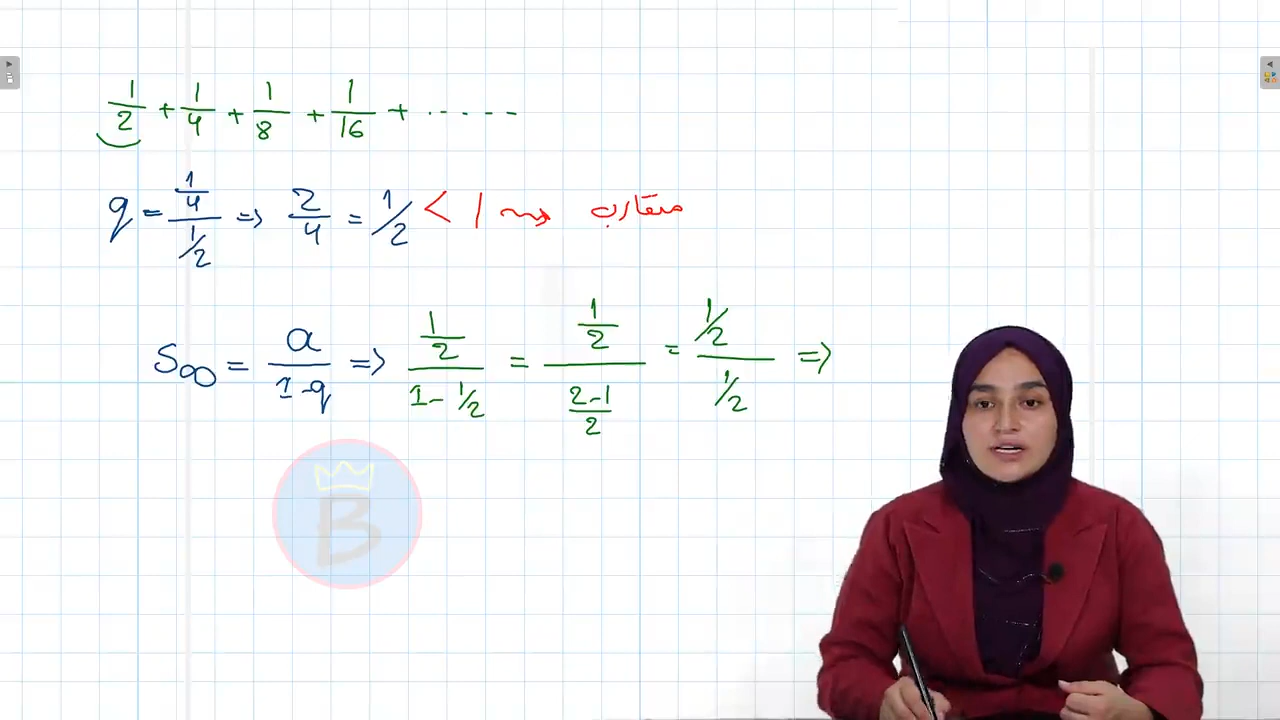 1/2 + 1/4 + 1/8 + 1/16 + ......
q = (1/4)/(1/2) => 2/4 = 1/2 < 1 متقارب
S∞ = a/(1-q) => (1/2)/(1-1/2) = (1/2)/((2-1)/2) = (1/2)/(1/2) =>
B